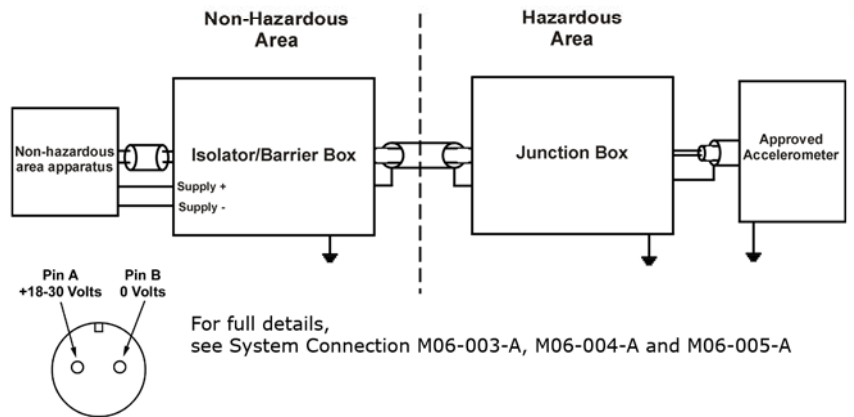 Non-Hazardous
Area
Hazardous
Area
Non-hazardous
area apparatus
Isolator/Barrier Box
Supply +
Supply -
Junction Box
Approved
Accelerometer
Pin A
+18-30 Volts
Pin B
0 Volts
For full details,
see System Connection M06-003-A, M06-004-A and M06-005-A